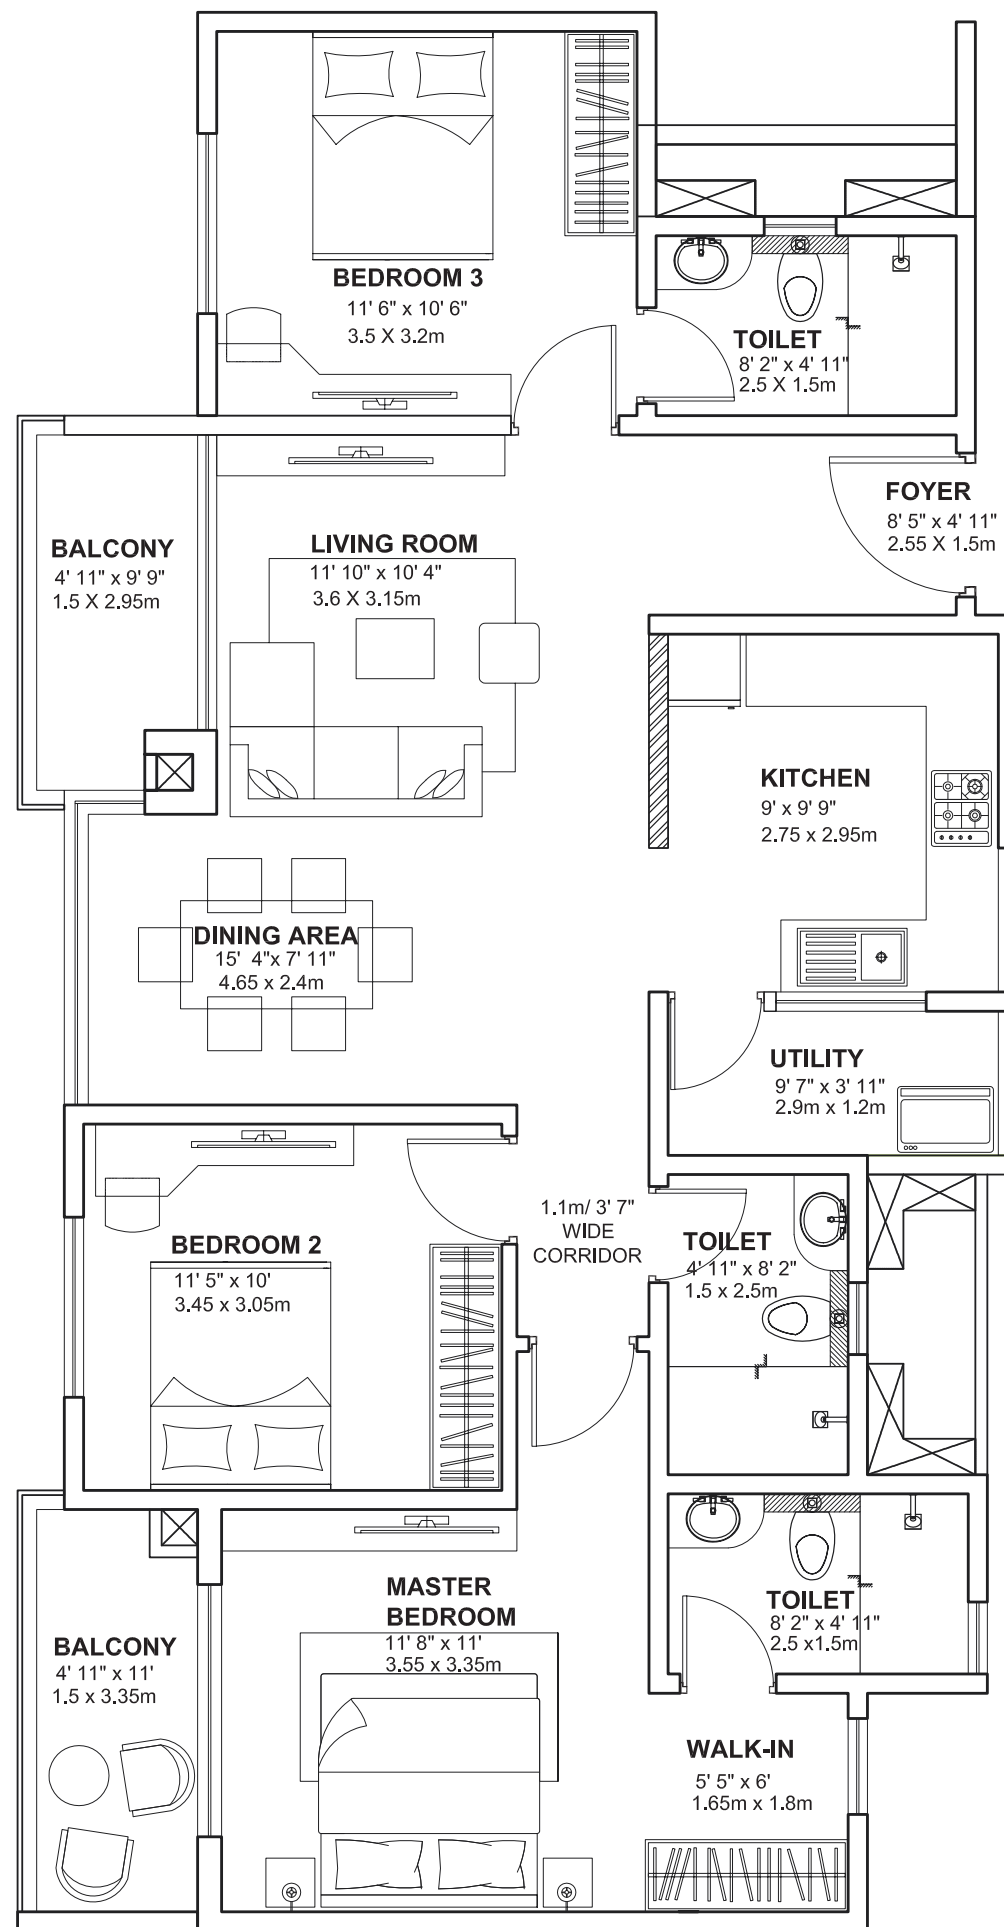 BEDROOM 3
11' 6" x 10' 6"
3.5 X 3.2m
TOILET
8' 2" x 4' 11"
2.5 X 1.5m
FOYER
8' 5" x 4' 11"
2.55 X 1.5m
BALCONY
4' 11" x 9' 9"
1.5 X 2.95m
LIVING ROOM
11' 10" x 10' 4"
3.6 X 3.15m
KITCHEN
9' x 9' 9"
2.75 x 2.95m
DINING AREA
15'  4"x 7' 11"
4.65 x 2.4m
UTILITY
9' 7" x 3' 11"
2.9m x 1.2m
BEDROOM 2
11' 5" x 10'
3.45 x 3.05m
1.1m/ 3' 7"
WIDE
CORRIDOR
TOILET
4' 11" x 8' 2"
1.5 x 2.5m
MASTER
BEDROOM
11' 8" x 11'
3.55 x 3.35m
TOILET
8' 2" x 4' 11"
2.5 x1.5m
BALCONY
4' 11" x 11'
1.5 x 3.35m
WALK-IN
5' 5" x 6'
1.65m x 1.8m